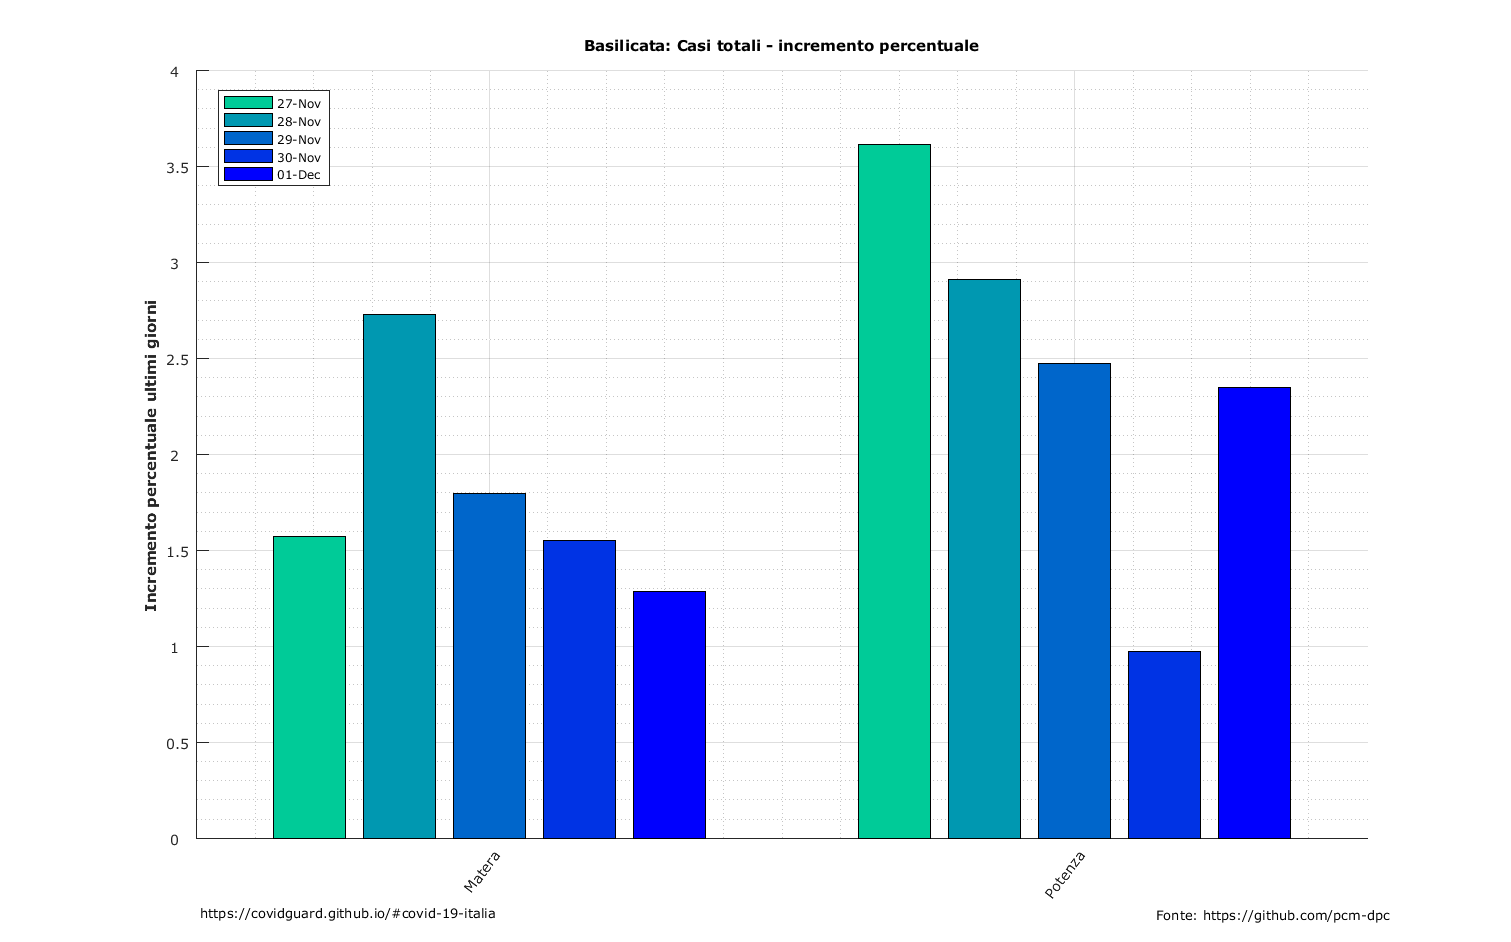 Basilicata: Casi totali - incremento percentuale
27-Nov
28-Nov
29-Nov
30-Nov
01-Dec
4
3.5
3
2.5
2
1.5
1
0.5
0
Incremento percentuale ultimi giorni
Matera
Potenza
https://covidguard.github.io/#covid-19-italia
Fonte: https://github.com/pcm-dpc